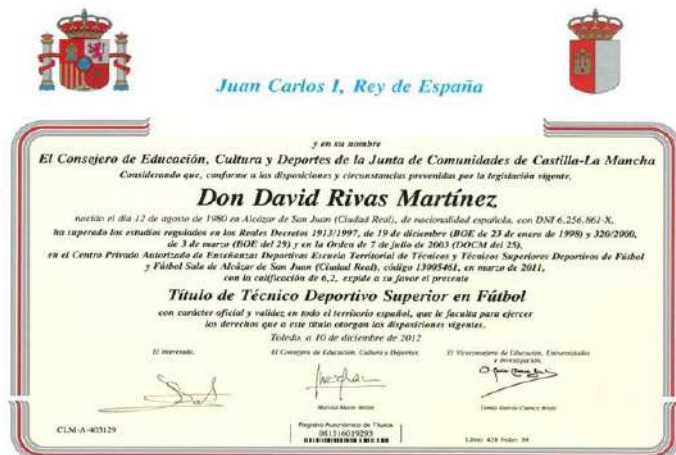 Juan Carlos I, Rey de España
y en su nombre
El Consejero de Educación, Cultura y Deportes de la Junta de Comunidades de Castilla-La Mancha
Considerando que, conforme a las disposiciones y circunstancias prevenidas por la legislación vigente,
Don David Rivas Martínez
nacido el día 12 de agosto de 1980 en Alcázar de San Juan (Ciudad Real), de nacionalidad española, con DNI 6.256.861-X,
ha superado los estudios regulados en los Reales Decretos 1913/1997, de 19 de diciembre (BOE de 23 de enero de 1998) y 320/2000,
de 3 de marzo (BOE del 29) y en la Orden de 7 de julio de 2003 (DOCM del 25),
en el Centro Privado Autorizado de Enseñanzas Deportivas Escuela Territorial de Técnicos y Técnicos Superiores Deportivos de Fútbol
y Fútbol Sala de Alcázar de San Juan (Ciudad Real), código 13005461, en marzo de 2011,
con la calificación de 6,2, expide a su favor el presente
Título de Técnico Deportivo Superior en Fútbol
con carácter oficial y validez en todo el territorio español, que le faculta para ejercer
los derechos que a este título otorgan las disposiciones vigentes.
Toledo, a 10 de diciembre de 2012
El interesado,
El Consejero de Educación, Cultura y Deportes,
El Viceconsejero de Educación, Universidades
e Investigación,
CLM-A-403129
Registro Autonómico de Títulos
081316019293
Libro: 428 Folio: 39